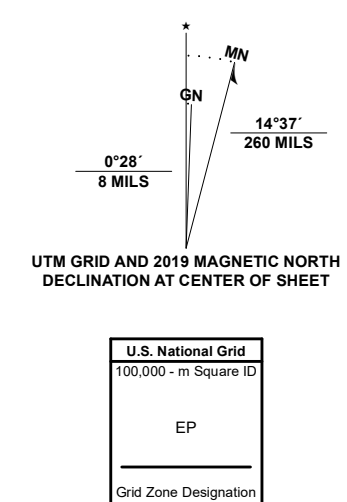 ★
MN
GN
14°37´
260 MILS
0°28´
8 MILS
UTM GRID AND 2019 MAGNETIC NORTH
DECLINATION AT CENTER OF SHEET
U.S. National Grid
100,000 - m Square ID
EP
Grid Zone Designation